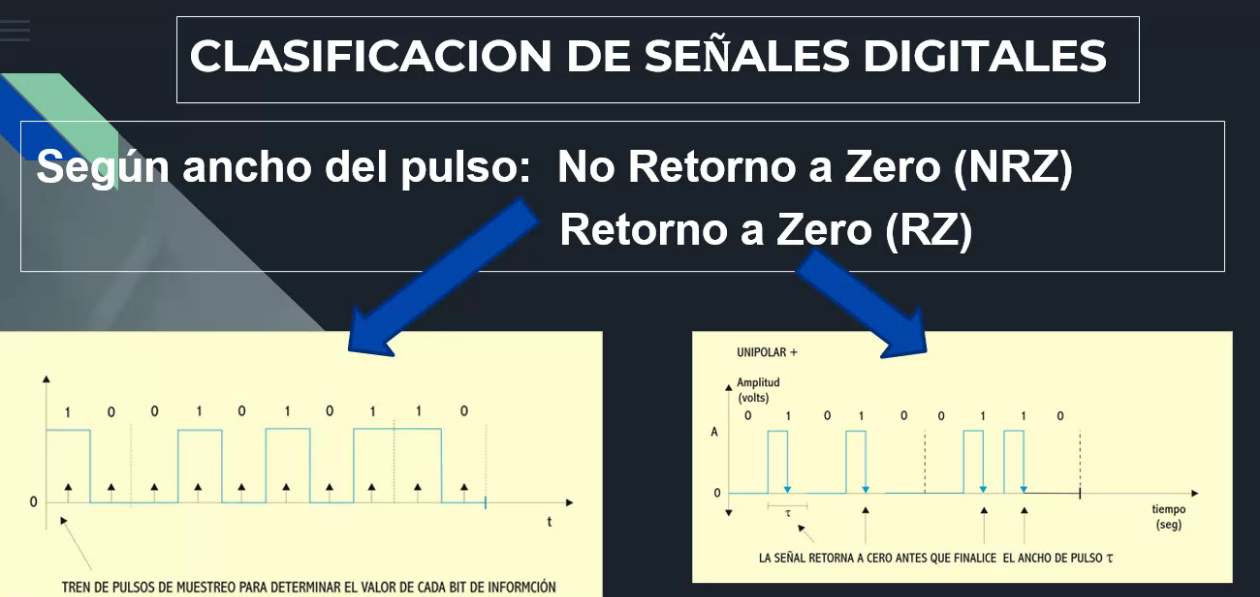 CLASIFICACION DE SEÑALES DIGITALES
Según ancho del pulso: No Retorno a Zero (NRZ)
Retorno a Zero (RZ)
1 0 0 1 0 1 0 1 1 0
0
t
TREN DE PULSOS DE MUESTREO PARA DETERMINAR EL VALOR DE CADA BIT DE INFORMCIÓN
UNIPOLAR +
Amplitud
(volts)
0 1 0 1 0 0 1 1 0
A
0
τ
tiempo
(seg)
LA SEÑAL RETORNA A CERO ANTES QUE FINALICE EL ANCHO DE PULSO τ